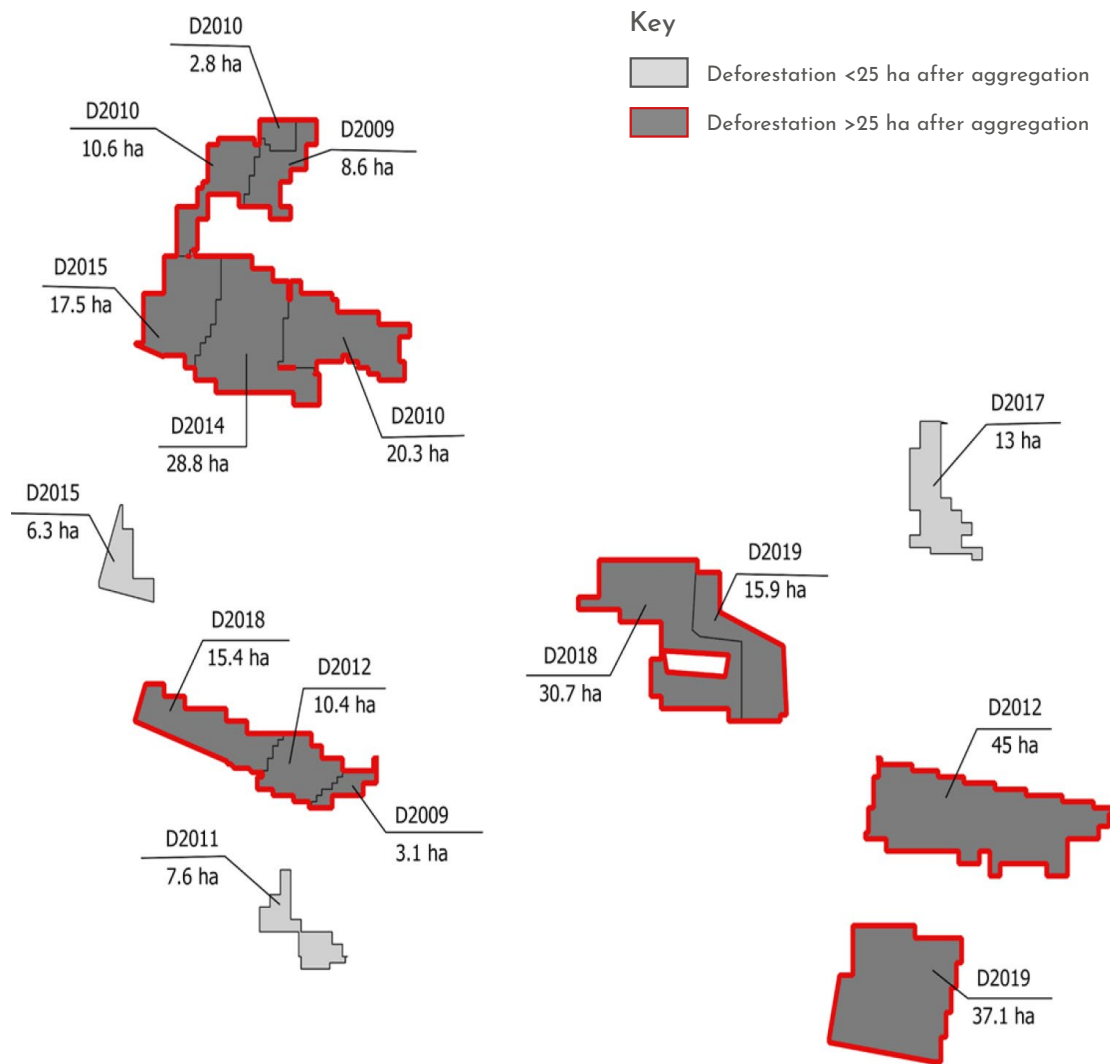 Key
Deforestation <25 ha after aggregation
Deforestation >25 ha after aggregation
D2010
2.8 ha
D2010
10.6 ha
D2009
8.6 ha
D2015
17.5 ha
D2014
28.8 ha
D2010
20.3 ha
D2017
13 ha
D2015
6.3 ha
D2019
15.9 ha
D2018
30.7 ha
D2018
15.4 ha
D2012
10.4 ha
D2012
45 ha
D2009
3.1 ha
D2011
7.6 ha
D2019
37.1 ha